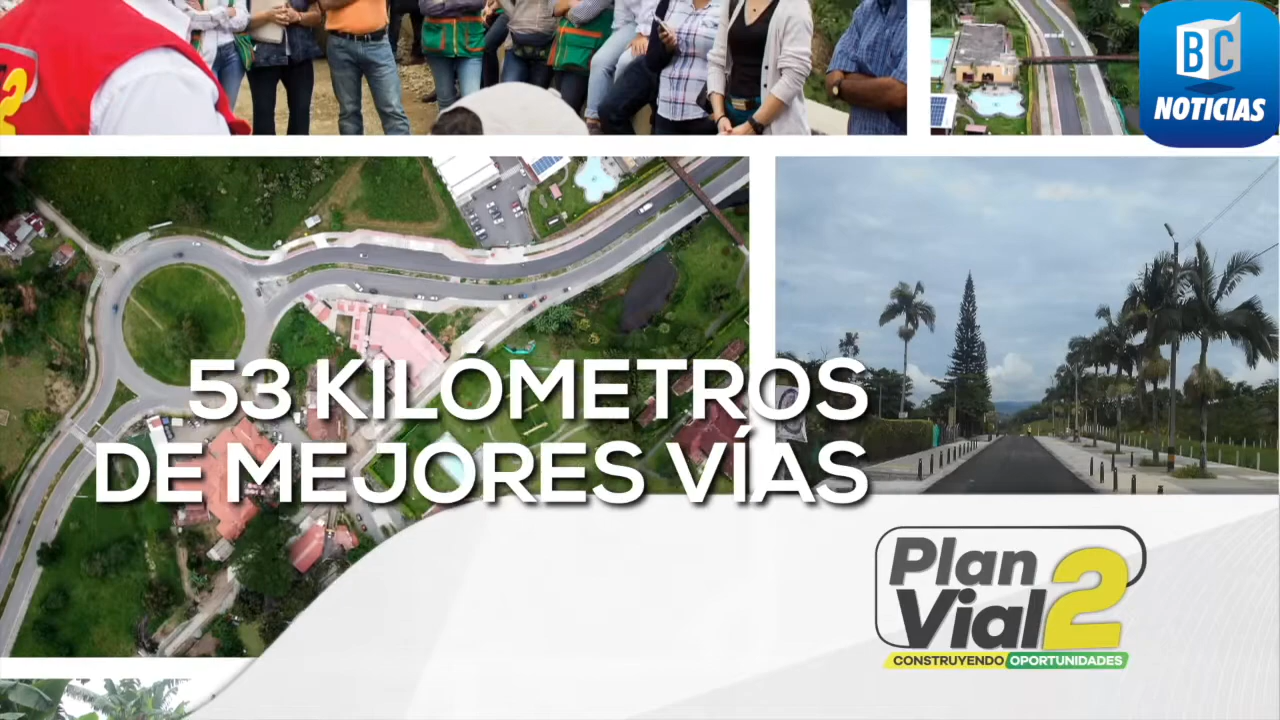 BC
NOTICIAS
53 KILÓMETROS
DE MEJORES VÍAS
Plan
Vial 2
CONSTRUYENDO OPORTUNIDADES